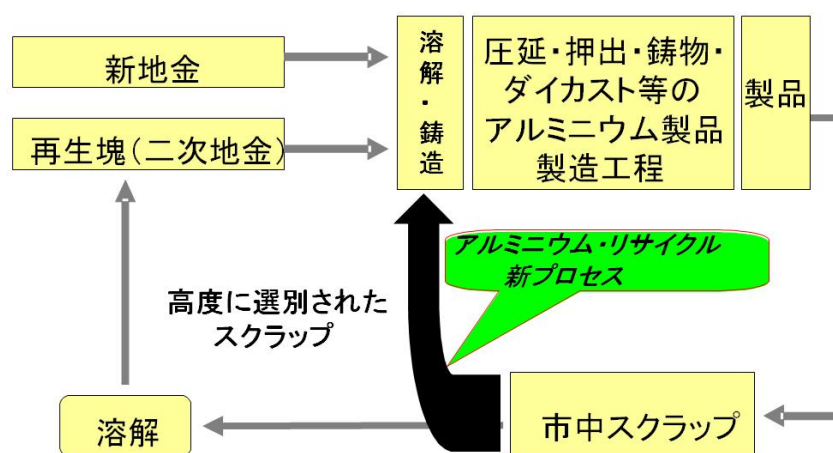 新地金
再生塊(二次地金)
溶解・鋳造
圧延・押出・鋳物・
ダイカスト等の
アルミニウム製品
製造工程
製品
アルミニウム・リサイクル
新プロセス
高度に選別された
スクラップ
溶解
市中スクラップ